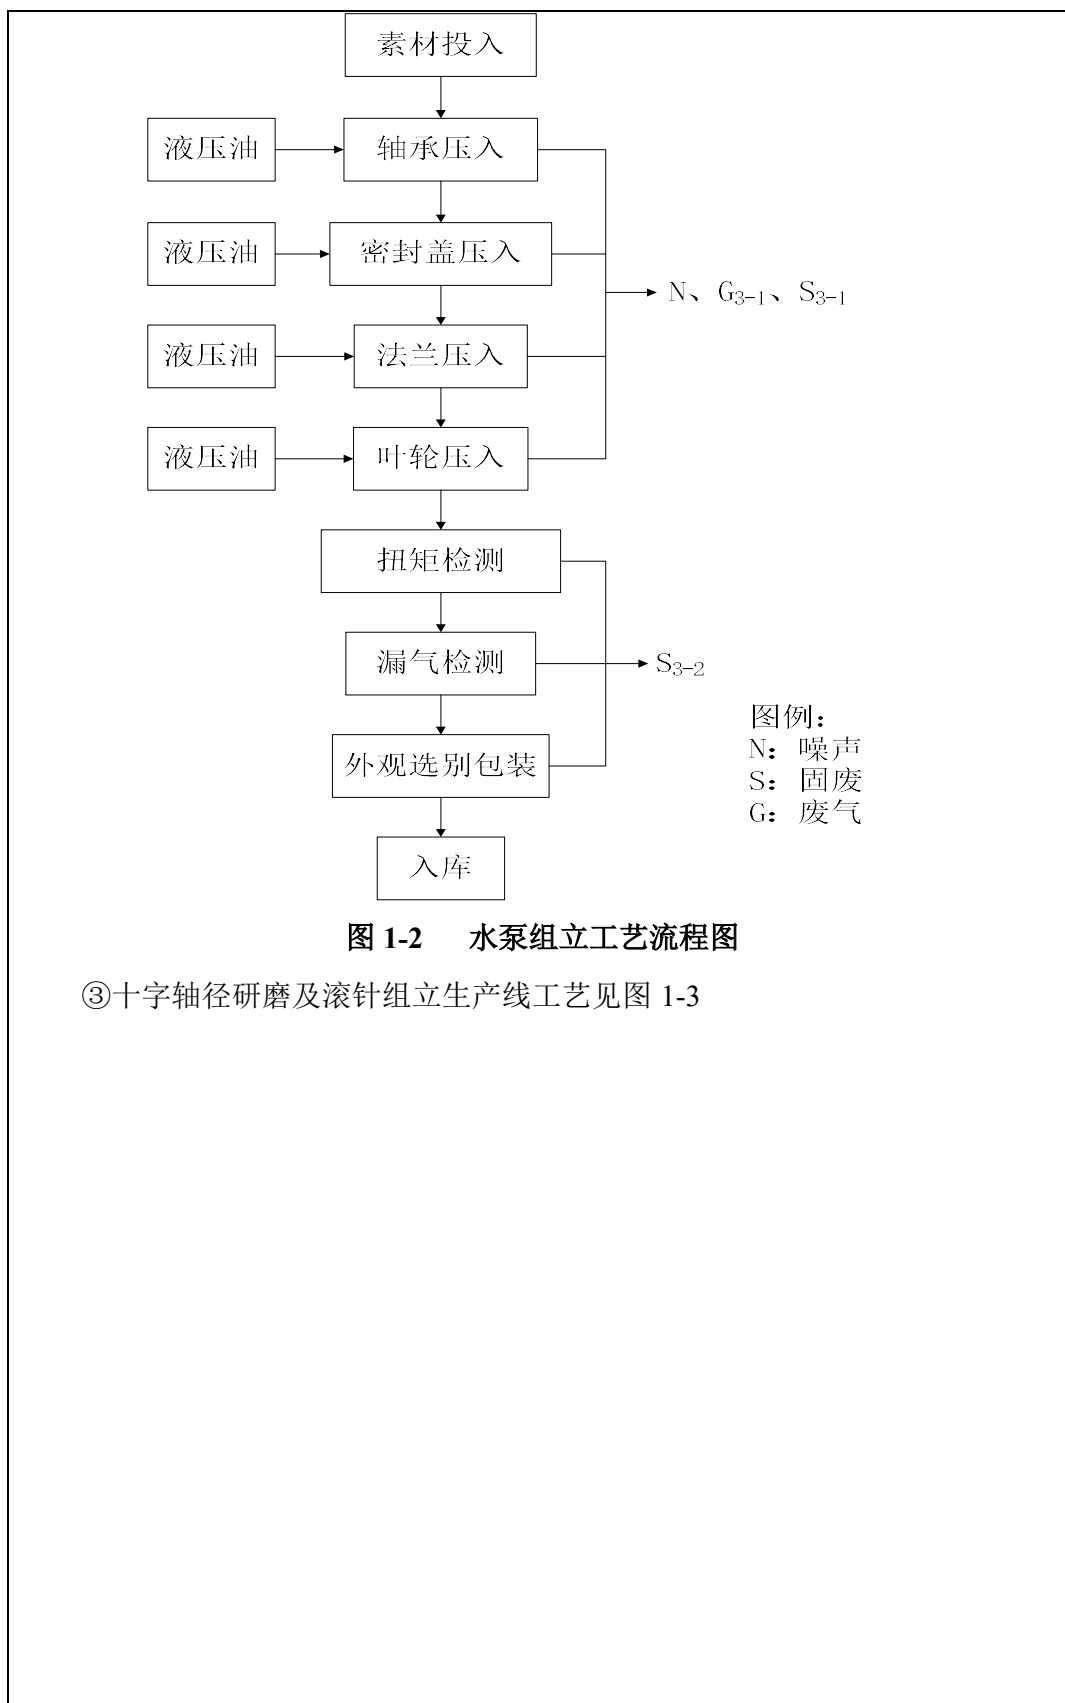 素材投入
液压油
轴承压入
液压油
密封盖压入
N、G3-1、S3-1
液压油
法兰压入
液压油
叶轮压入
扭矩检测
漏气检测
S3-2
图例：
N：噪声
外观选别包装
S：固废
G：废气
入库
图 1-2 水泵组立工艺流程图
③十字轴径研磨及滚针组立生产线工艺见图 1-3